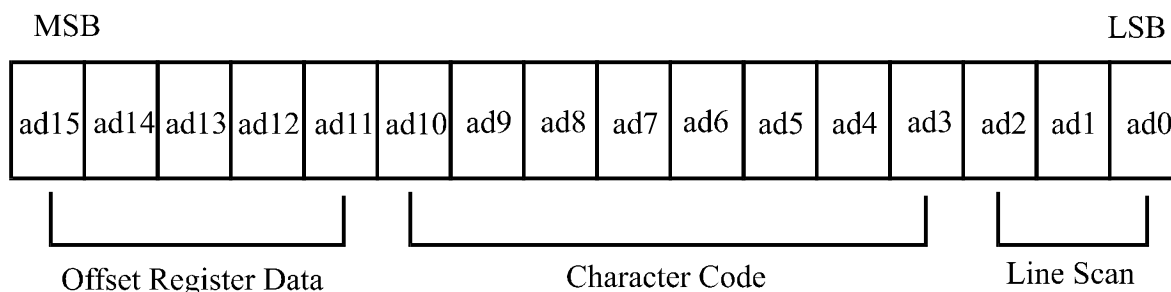 MSB LSB
ad15 ad14 ad13 ad12 ad11 ad10 ad9 ad8 ad7 ad6 ad5 ad4 ad3 ad2 ad1 ad0
Offset Register Data Character Code Line Scan